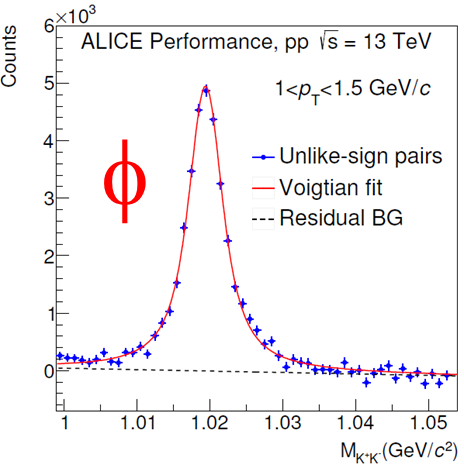 ×10³
6
ALICE Performance, pp √s = 13 TeV
1<p_T<1.5 GeV/c
5
4
3
2
1
0
Counts
ϕ
Unlike-sign pairs
Voigtian fit
Residual BG
1 1.01 1.02 1.03 1.04 1.05
M_K⁺K⁻(GeV/c²)